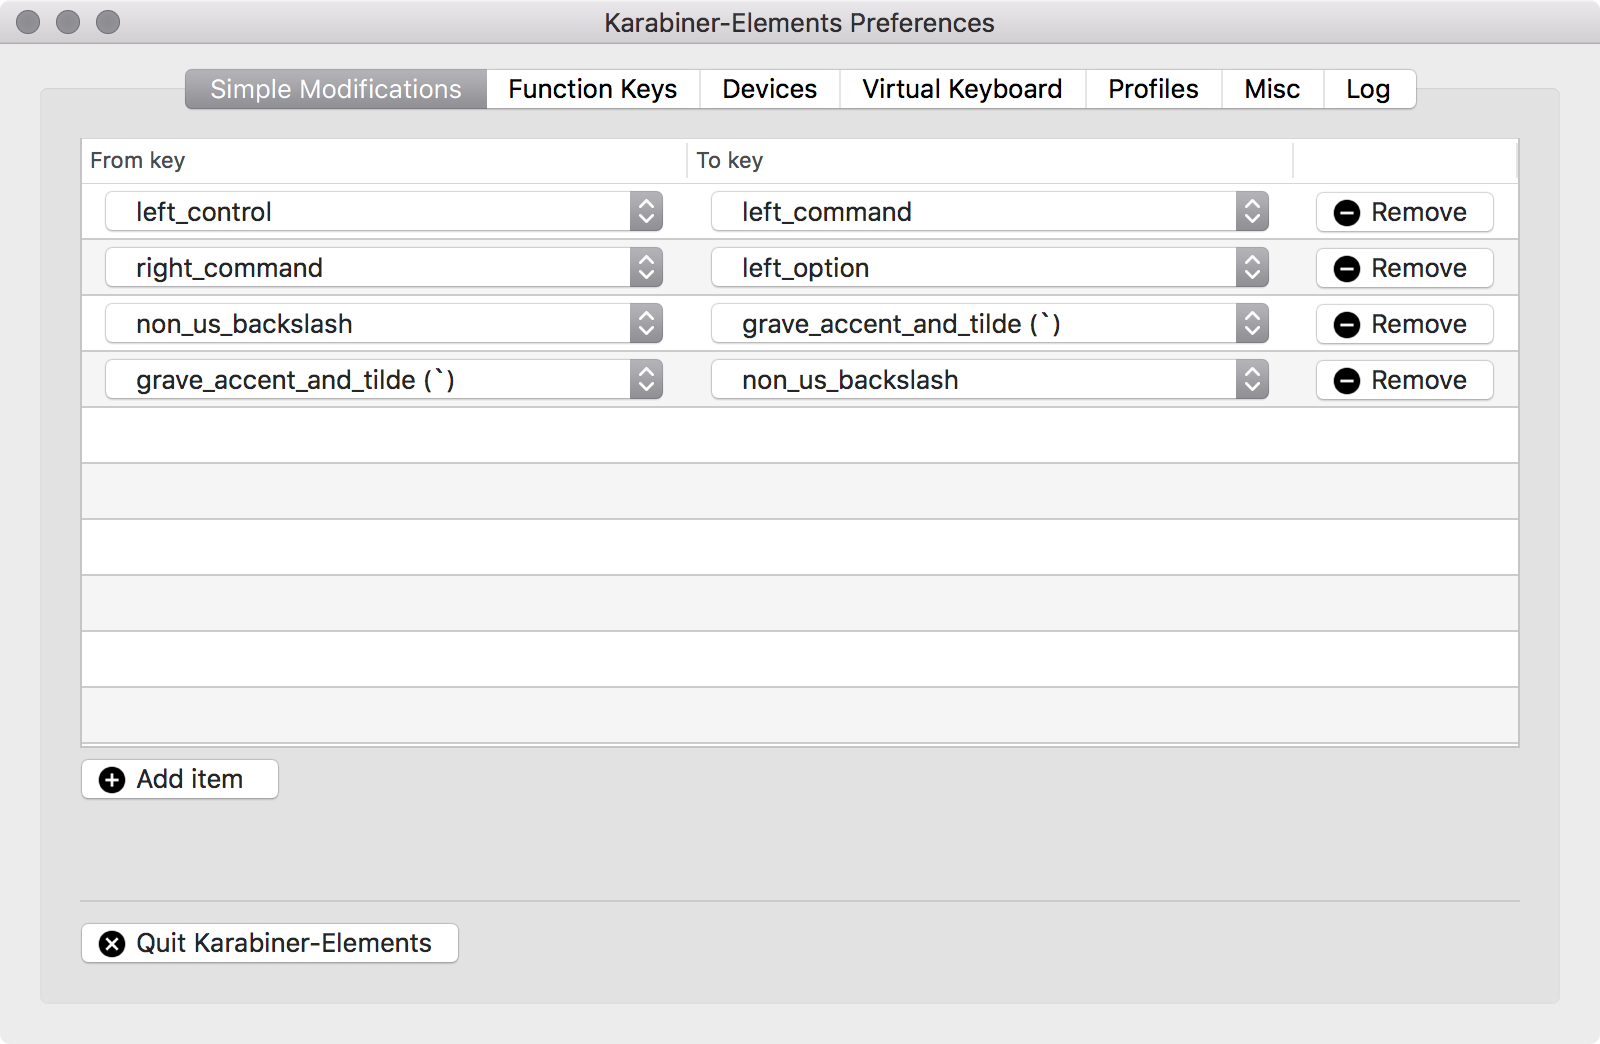 Karabiner-Elements Preferences
Simple Modifications Function Keys Devices Virtual Keyboard Profiles Misc Log
From key To key
left_control left_command Remove
right_command left_option Remove
non_us_backslash grave_accent_and_tilde (`) Remove
grave_accent_and_tilde (`) non_us_backslash Remove
Add item
Quit Karabiner-Elements